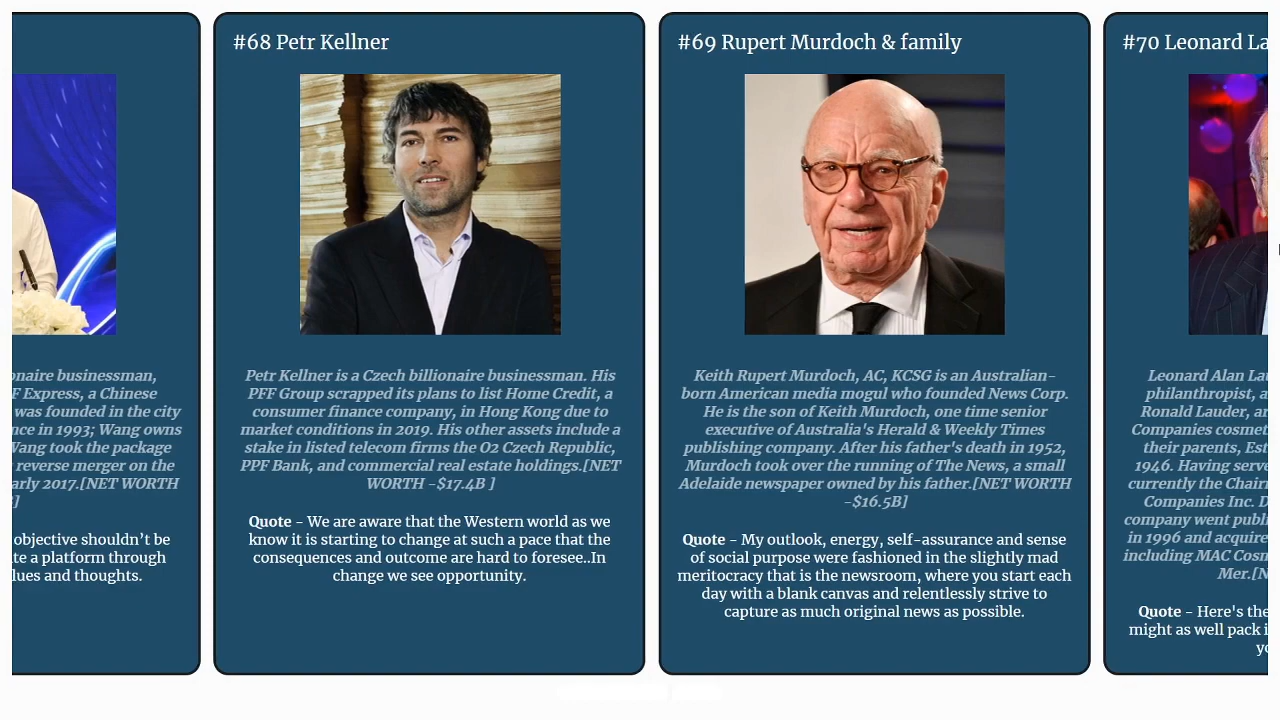 #68 Petr Kellner
#69 Rupert Murdoch & family
#70 Leonard
onaire businessman,
Express, a Chinese
was founded in the city
nce in 1993; Wang owns
Wang took the package
reverse merger on the
arly 2017.[NET WORTH
objective shouldn't be
te a platform through
lues and thoughts.
Petr Kellner is a Czech billionaire businessman. His
PFF Group scrapped its plans to list Home Credit, a
consumer finance company, in Hong Kong due to
market conditions in 2019. His other assets include a
stake in listed telecom firms the O2 Czech Republic,
PPF Bank, and commercial real estate holdings.[NET
WORTH -$17.4B ]
Quote - We are aware that the Western world as we
know it is starting to change at such a pace that the
consequences and outcome are hard to foresee..In
change we see opportunity.
Keith Rupert Murdoch, AC, KCSG is an Australian-
born American media mogul who founded News Corp.
He is the son of Keith Murdoch, one time senior
executive of Australia's Herald & Weekly Times
publishing company. After his father's death in 1952,
Murdoch took over the running of The News, a small
Adelaide newspaper owned by his father.[NET WORTH
-$16.5B]
Quote - My outlook, energy, self-assurance and sense
of social purpose were fashioned in the slightly mad
meritocracy that is the newsroom, where you start each
day with a blank canvas and relentlessly strive to
capture as much original news as possible.
Leonard Alan
philanthropist,
Ronald Lauder,
Companies
their parents,
1946. Having
currently the
Companies Inc.
company went
in 1996 and
including MAC
Mer.
Quote - Here's
might as well pack